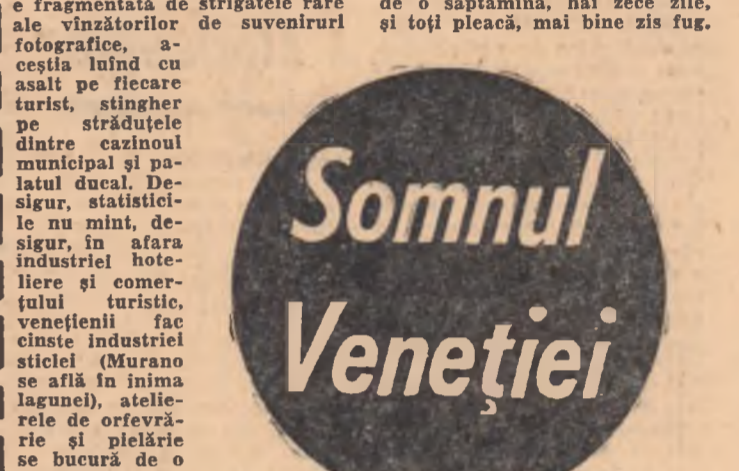 e fragmentată de strigătele rare
ale vînzătorilor de suvenirurl
fotografice, a-
ceștia luînd cu
asalt pe fiecare
turist, stingher
pe străduțele
dintre cazinoul
municipal și pa-
latul ducal. De-
sigur, statistici-
le nu mint, de-
sigur, în afara
industriei hote-
liere și comer-
țului turistic,
venețienii fac
cinste industriei
sticlei (Murano
se află în inima
lagunei), atelie-
rele de orfevră-
rie și pielărie
se bucură de o
de o săptămînă, hai zece zile,
și toți pleacă, mai bine zis fug.
Somnul
Veneției